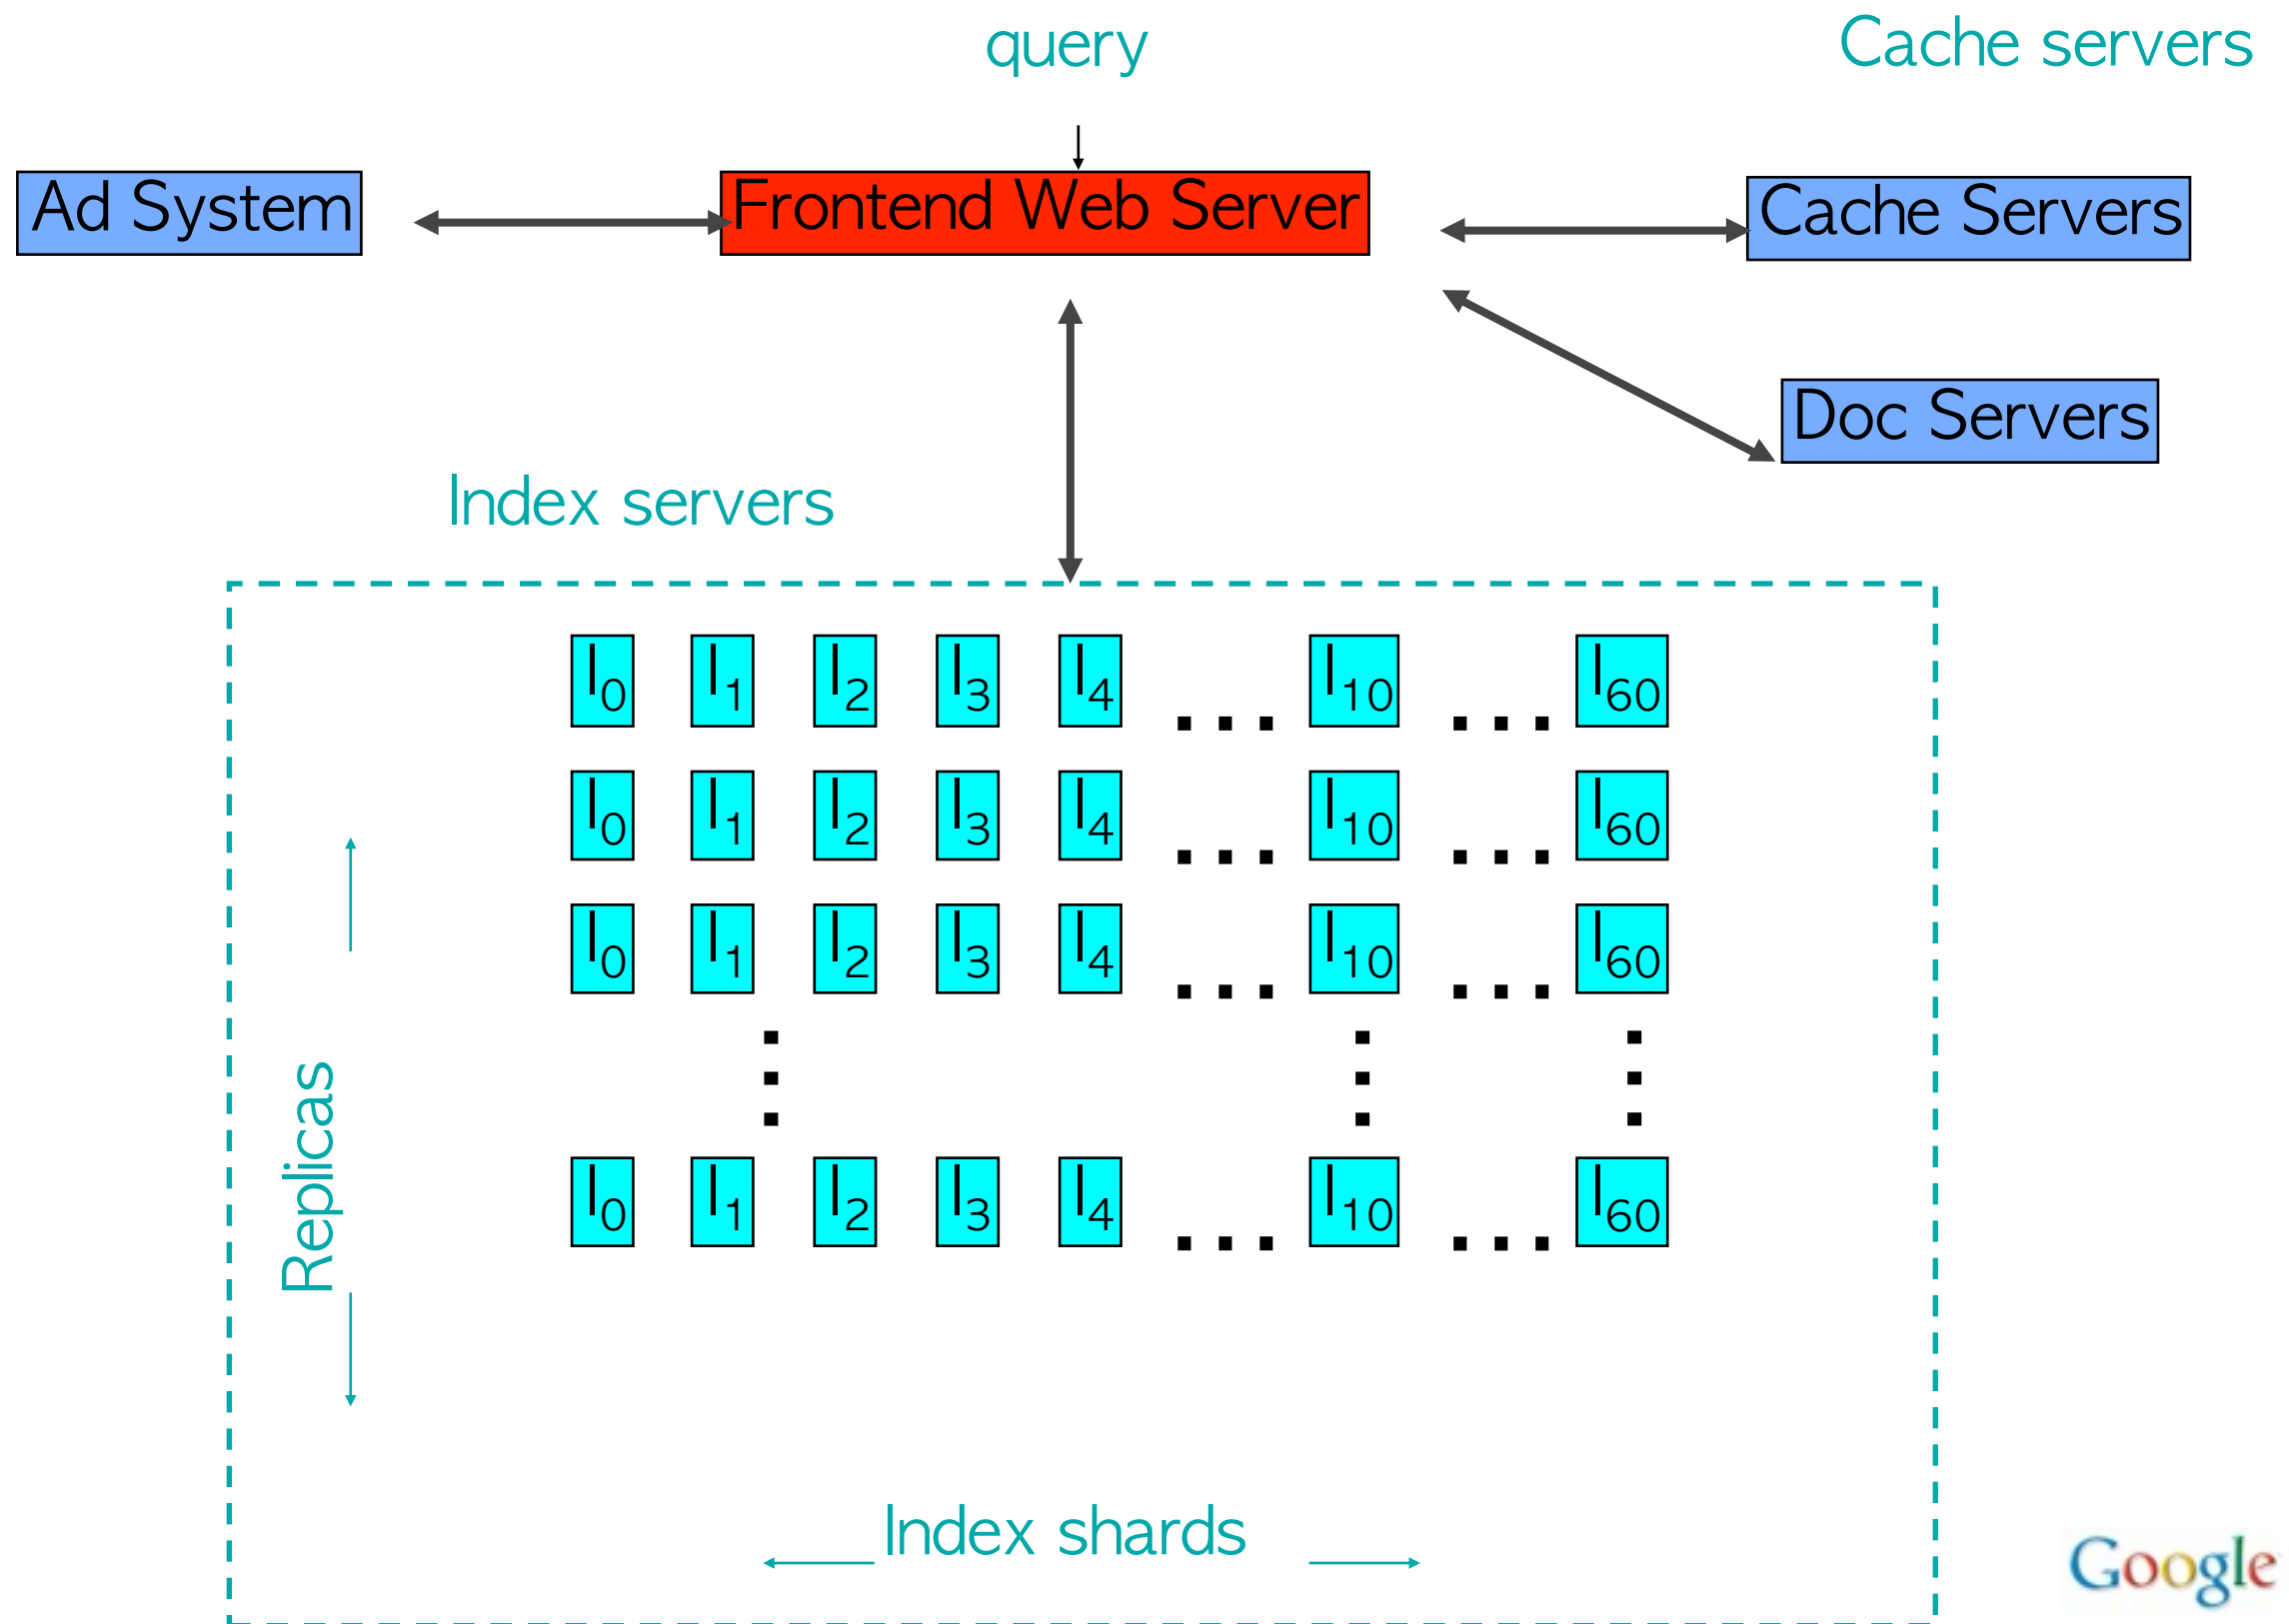 query
Cache servers
Ad System
Frontend Web Server
Cache Servers
Doc Servers
Index servers
I0 I1 I2 I3 I4 ... I10 ... I60
I0 I1 I2 I3 I4 ... I10 ... I60
I0 I1 I2 I3 I4 ... I10 ... I60
Replicas
I0 I1 I2 I3 I4 ... I10 ... I60
Index shards
Google